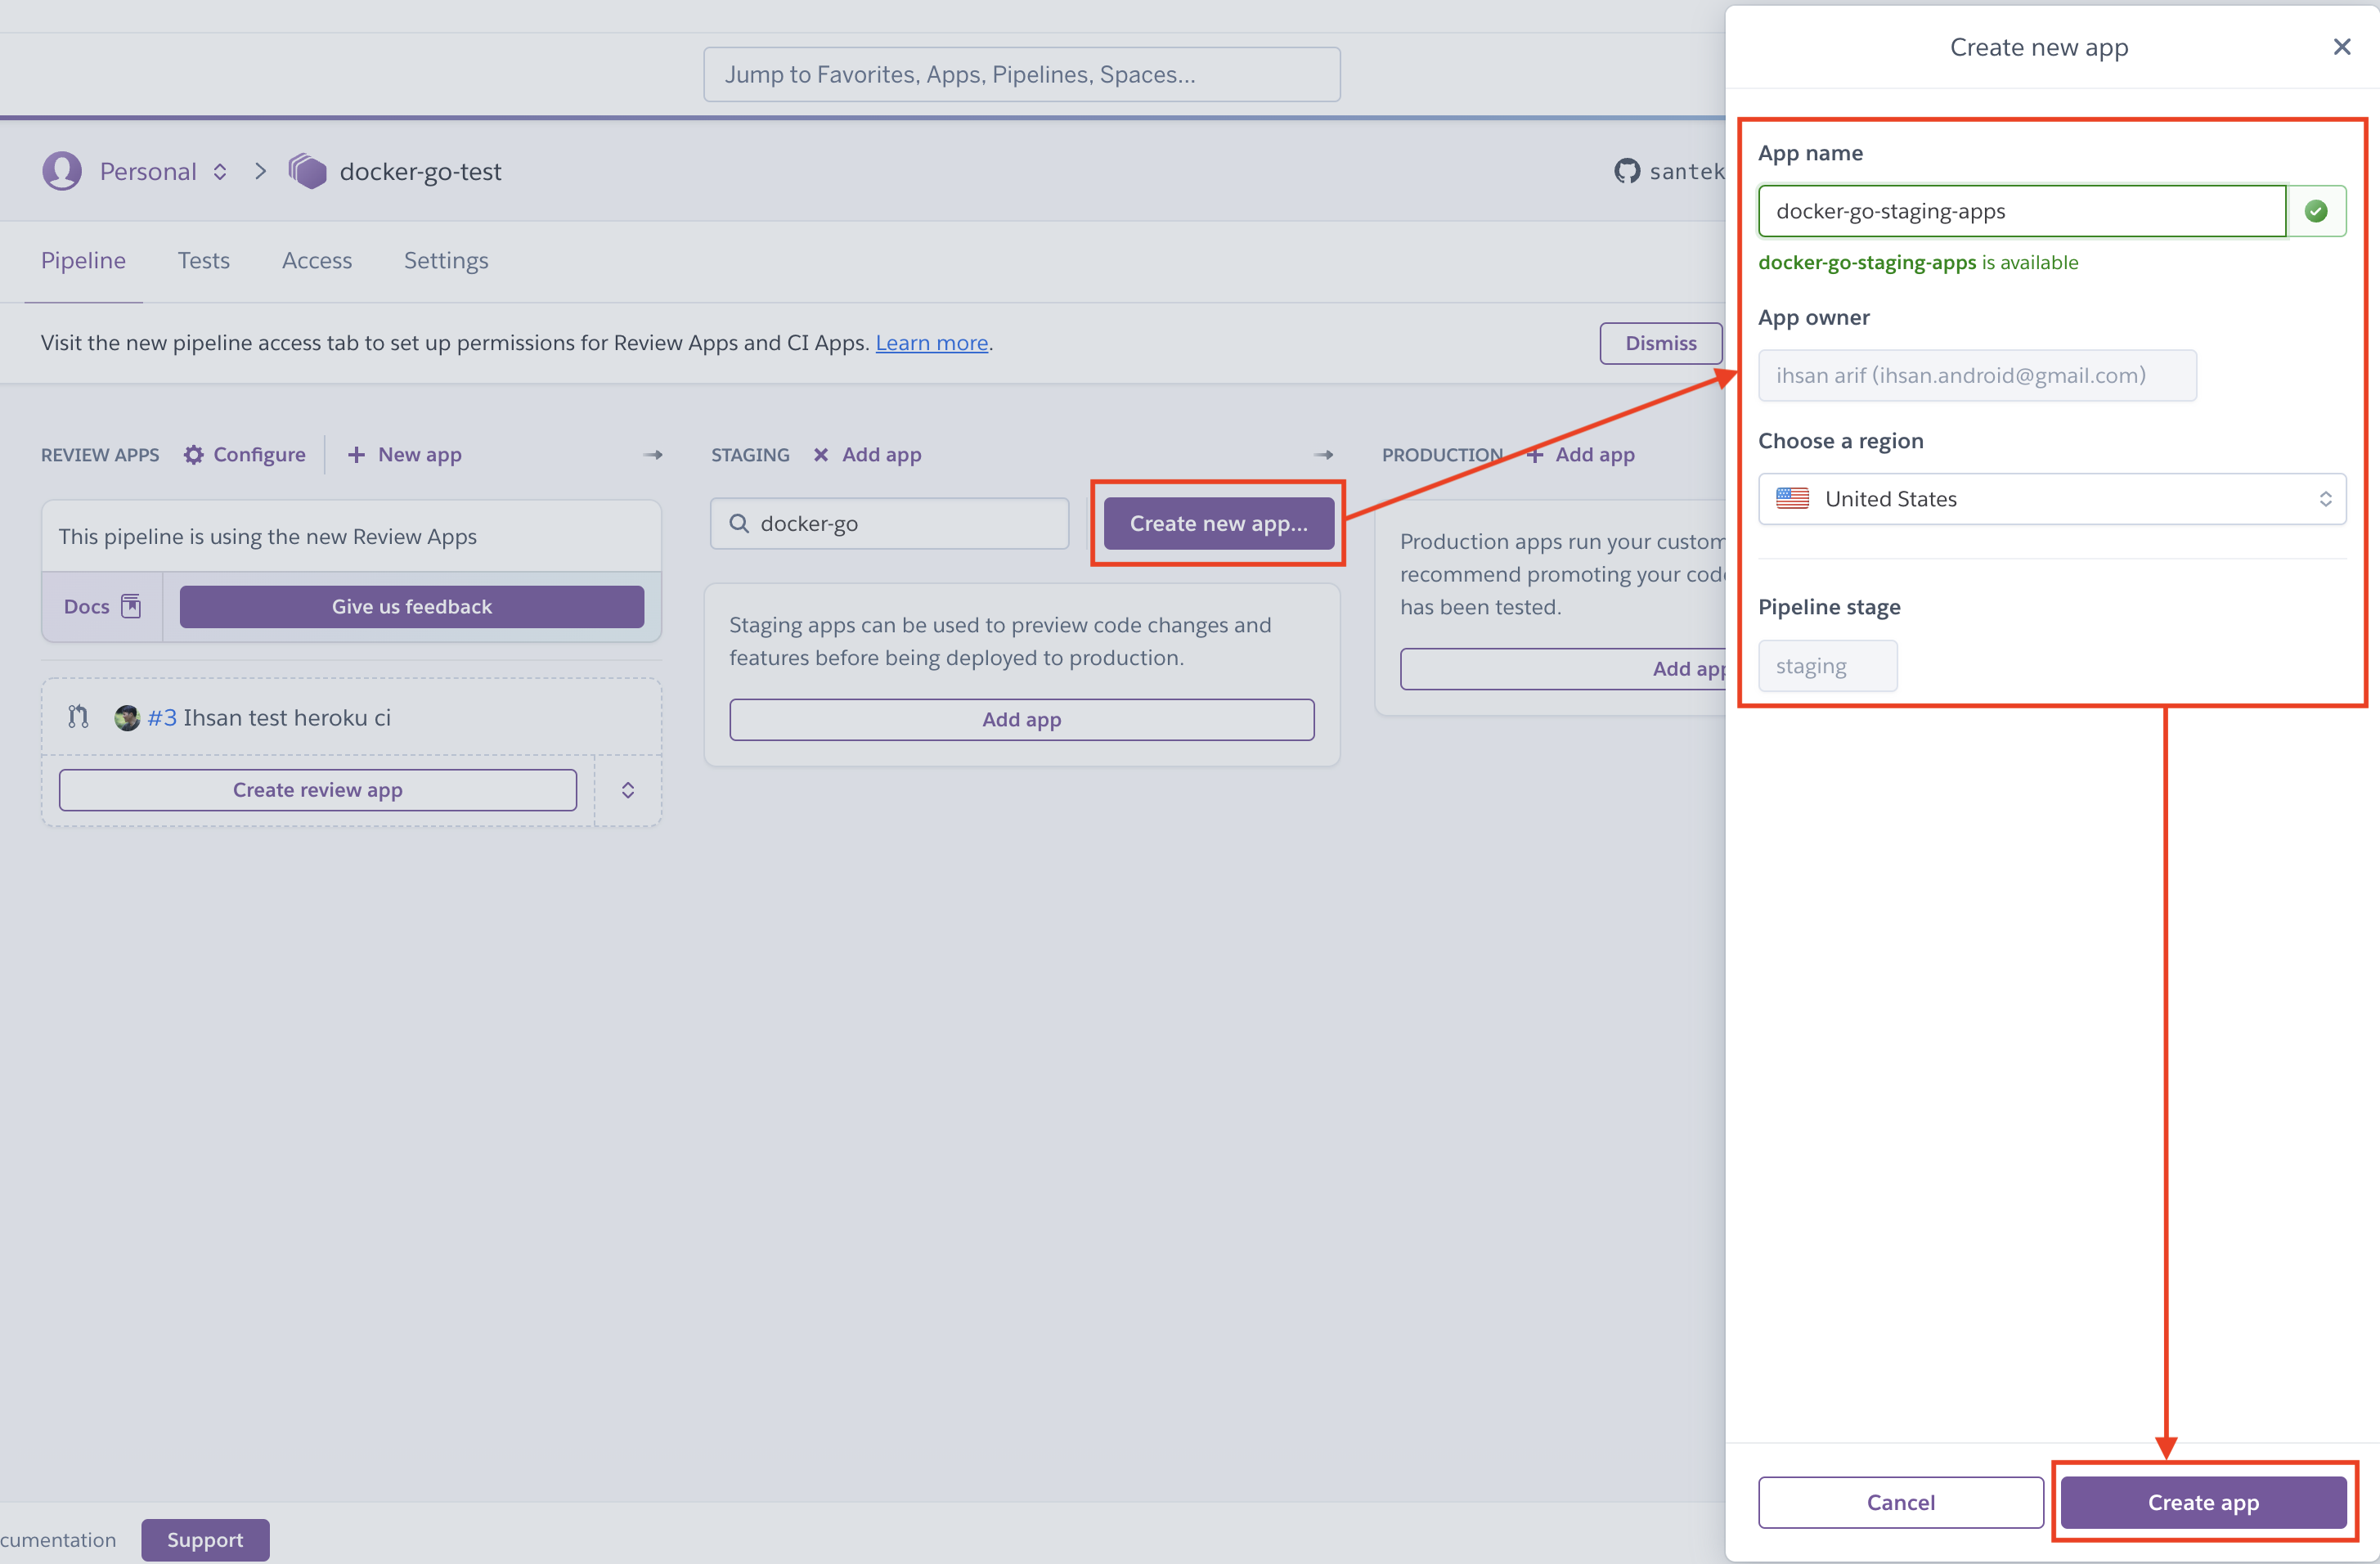 Jump to Favorites, Apps, Pipelines, Spaces...
Personal
docker-go-test
santek
Pipeline
Tests
Access
Settings
Visit the new pipeline access tab to set up permissions for Review Apps and CI Apps. Learn more.
Dismiss
REVIEW APPS
Configure
New app
This pipeline is using the new Review Apps
Docs
Give us feedback
#3 Ihsan test heroku ci
Create review app
STAGING
Add app
docker-go
Create new app...
Staging apps can be used to preview code changes and
features before being deployed to production.
Add app
PRODUCTION
Add app
Production apps run your custom
recommend promoting your cod
has been tested.
Add app
cumentation
Support
Create new app
App name
docker-go-staging-apps
docker-go-staging-apps is available
App owner
ihsan arif (ihsan.android@gmail.com)
Choose a region
United States
Pipeline stage
staging
Cancel
Create app